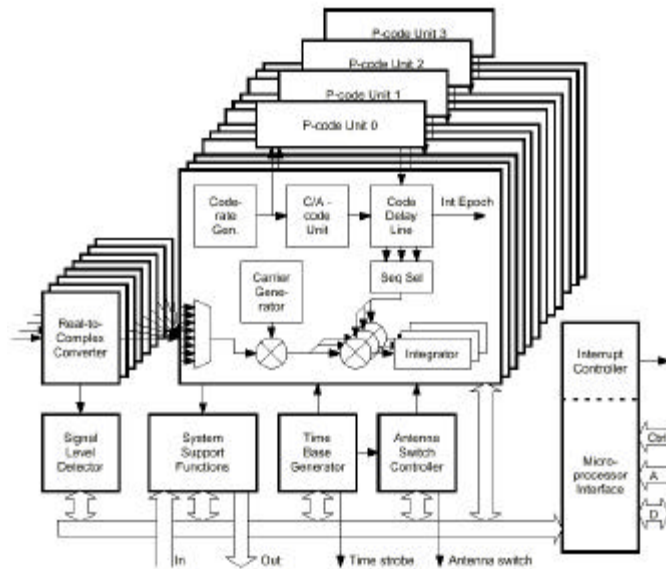 P-code Unit 3
P-code Unit 2
P-code Unit 1
P-code Unit 0
Code-
rate
Gen.
C/A -
code
Unit
Code
Delay
Line
Int Epoch
Carrier
Gene-
rator
Seq Sel
Real-to-
Complex
Converter
Integrator
Interrupt
Controller
Signal
Level
Detector
System
Support
Functions
Time
Base
Generator
Antenna
Switch
Controller
Micro-
processor
Interface
Ctrl
A
D
In
Out
Time strobe
Antenna switch